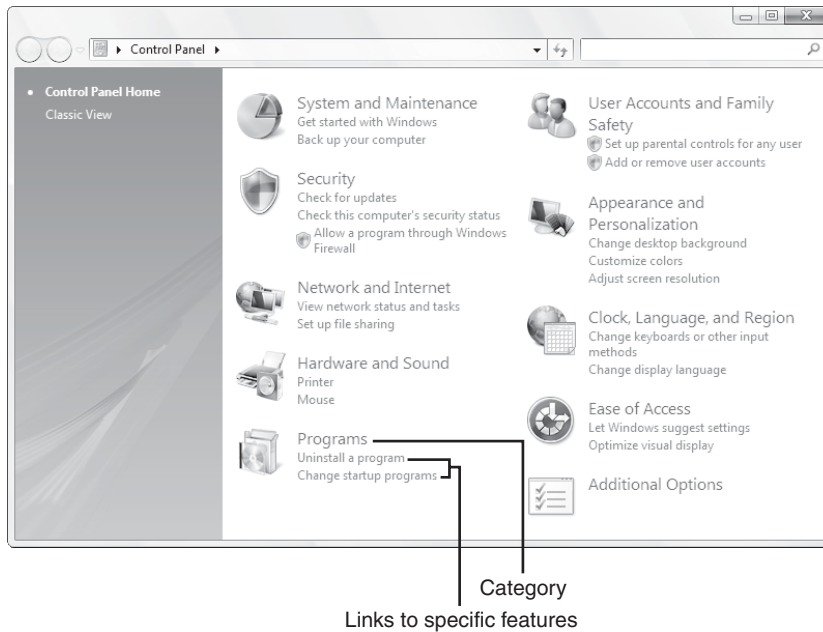 Control Panel
Control Panel Home
Classic View
System and Maintenance
Get started with Windows
Back up your computer
Security
Check for updates
Check this computer's security status
Allow a program through Windows
Firewall
Network and Internet
View network status and tasks
Set up file sharing
Hardware and Sound
Printer
Mouse
Programs
Uninstall a program
Change startup programs
User Accounts and Family
Safety
Set up parental controls for any user
Add or remove user accounts
Appearance and
Personalization
Change desktop background
Customize colors
Adjust screen resolution
Clock, Language, and Region
Change keyboards or other input
methods
Change display language
Ease of Access
Let Windows suggest settings
Optimize visual display
Additional Options
Category
Links to specific features